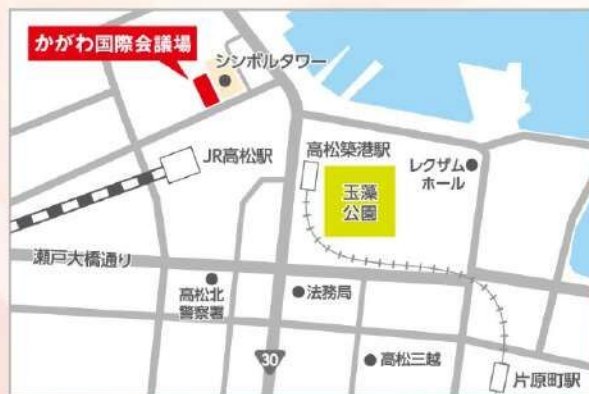 かがわ国際会議場
シンボルタワー
JR高松駅
高松築港駅
レクザム
ホール
玉藻
公園
瀬戸大橋通り
高松北
警察署
法務局
30
高松三越
片原町駅